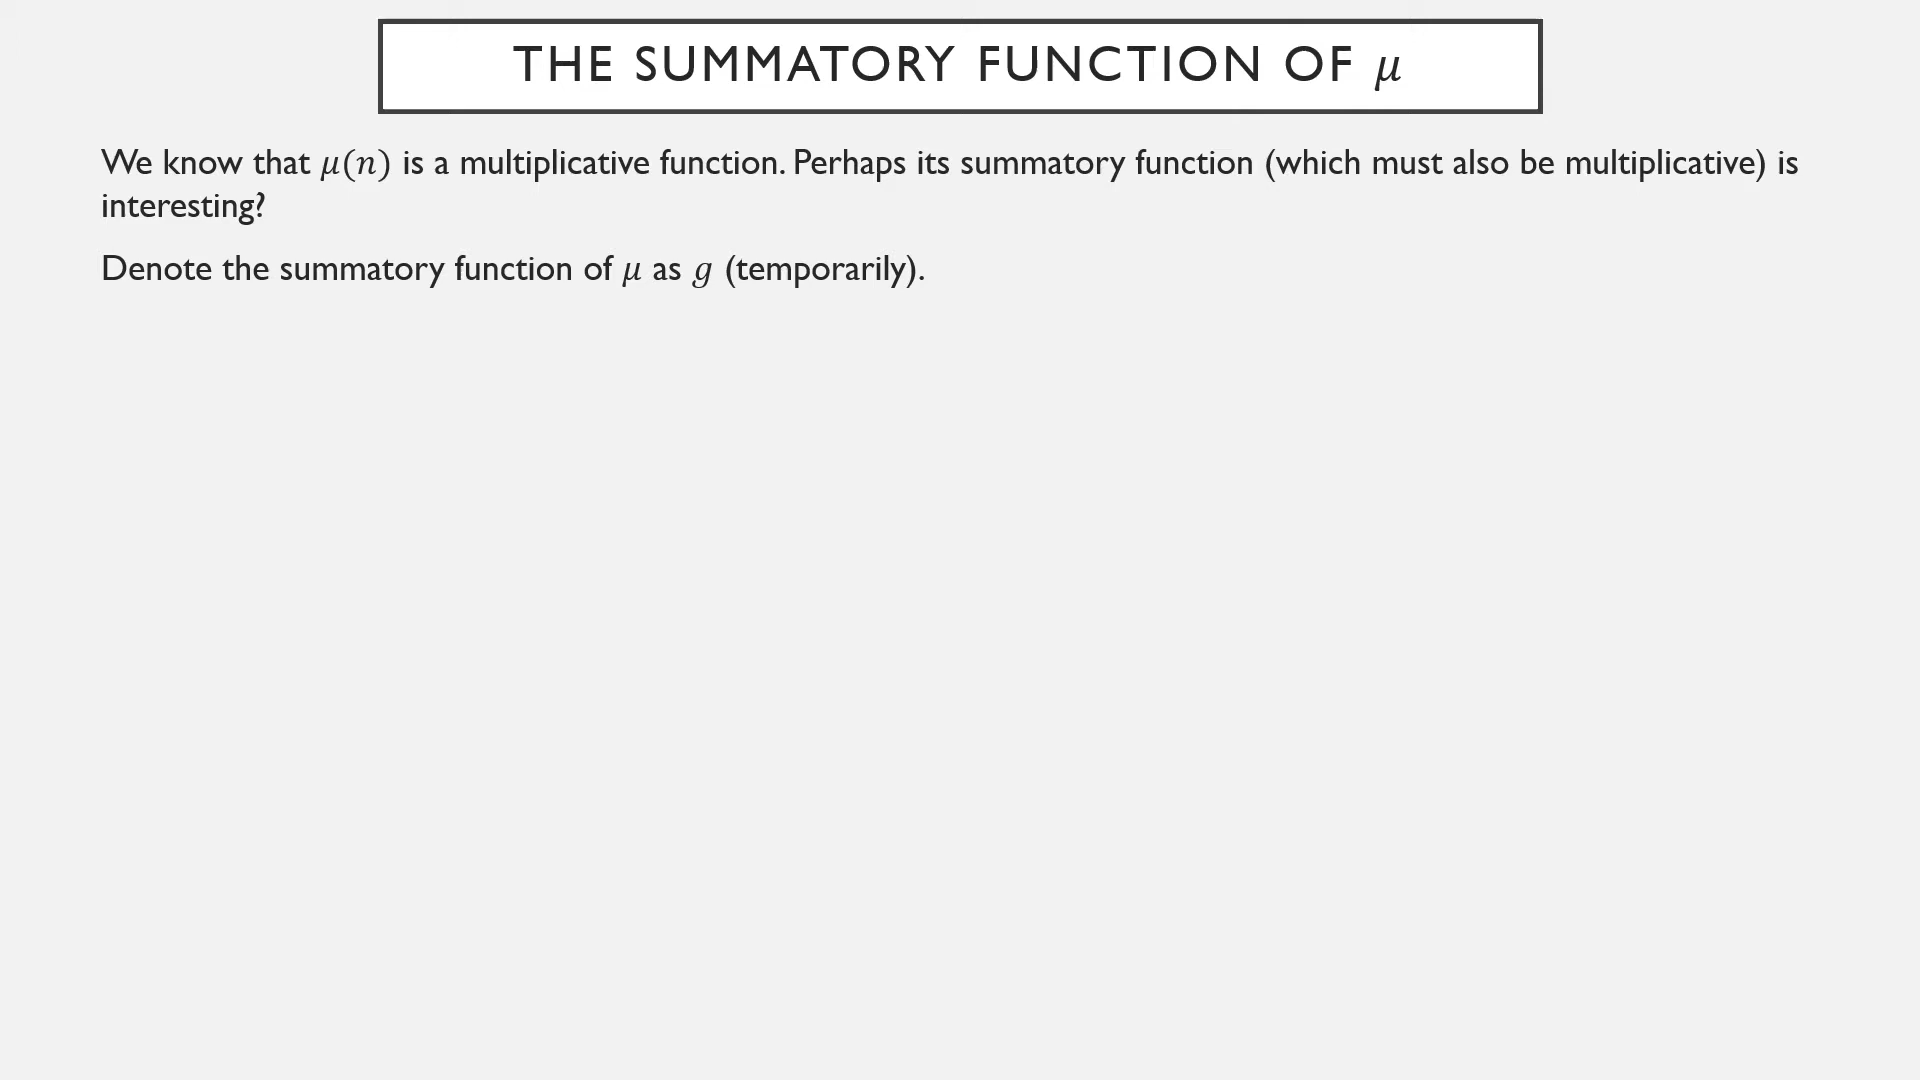 THE SUMMATORY FUNCTION OF μ
We know that μ(n) is a multiplicative function. Perhaps its summatory function (which must also be multiplicative) is
interesting?
Denote the summatory function of μ as g (temporarily).